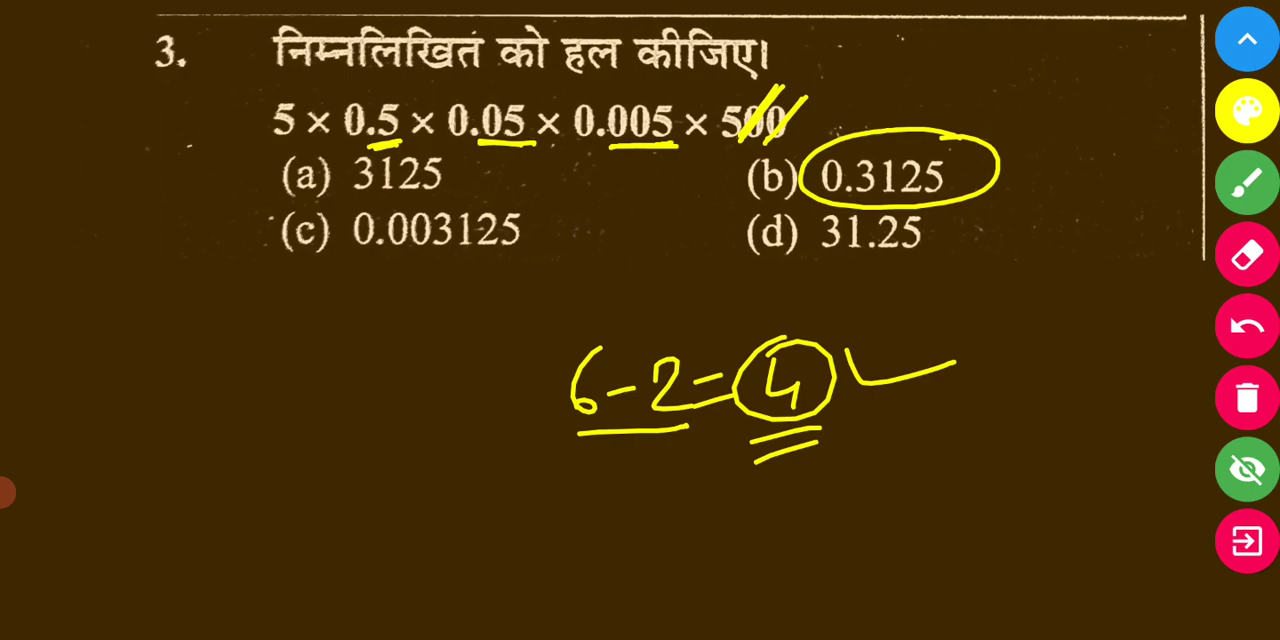 3. निम्नलिखित को हल कीजिए।
5 × 0.5 × 0.05 × 0.005 × 500
(a) 3125 (b) 0.3125
(c) 0.003125 (d) 31.25
6-2=4